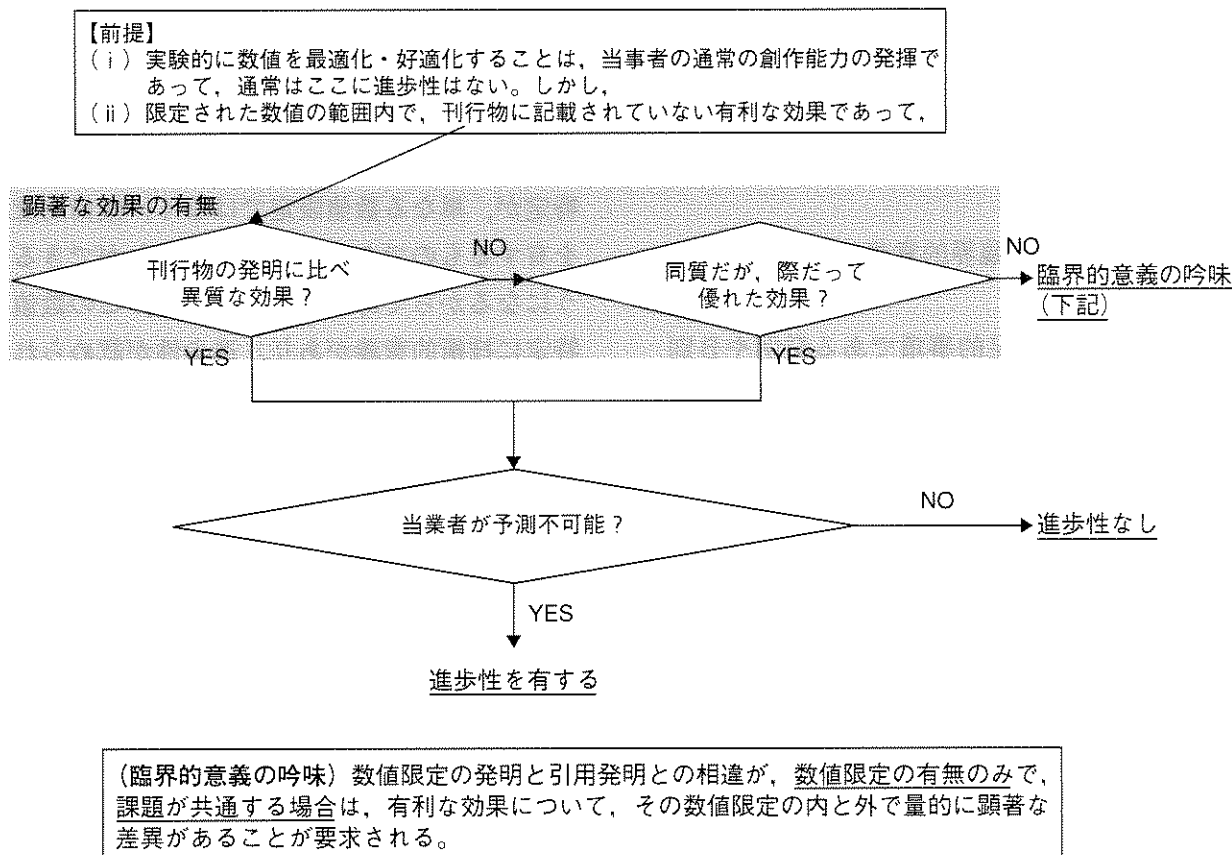 【前提】
(ⅰ) 実験的に数値を最適化・好適化することは，当事者の通常の創作能力の発揮で
あって，通常はここに進歩性はない。しかし，
(ⅱ) 限定された数値の範囲内で，刊行物に記載されていない有利な効果であって，
顕著な効果の有無
刊行物の発明に比べ
異質な効果？
NO
同質だが，際だって
優れた効果？
NO
臨界的意義の吟味
(下記)
YES
YES
当業者が予測不可能？
NO
進歩性なし
YES
進歩性を有する
(臨界的意義の吟味) 数値限定の発明と引用発明との相違が，数値限定の有無のみで，
課題が共通する場合は，有利な効果について，その数値限定の内と外で量的に顕著な
差異があることが要求される。